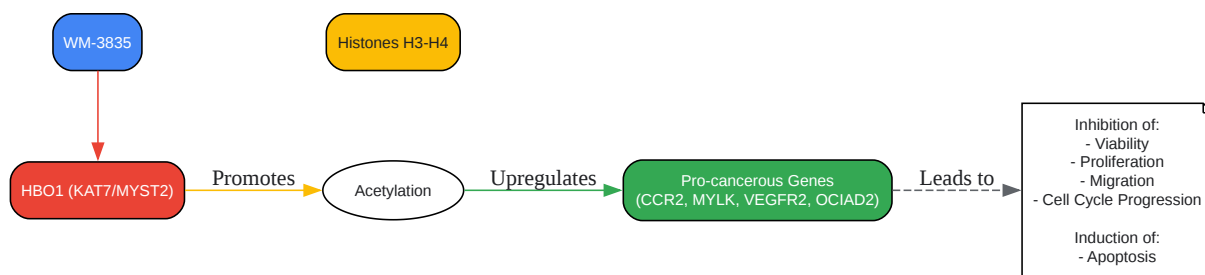 WM-3835
Histones H3-H4
HBO1 (KAT7/MYST2)
Promotes
Acetylation
Upregulates
Pro-cancerous Genes
(CCR2, MYLK, VEGFR2, OCIAD2)
Leads to
Inhibition of:
- Viability
- Proliferation
- Migration
- Cell Cycle Progression
Induction of:
- Apoptosis